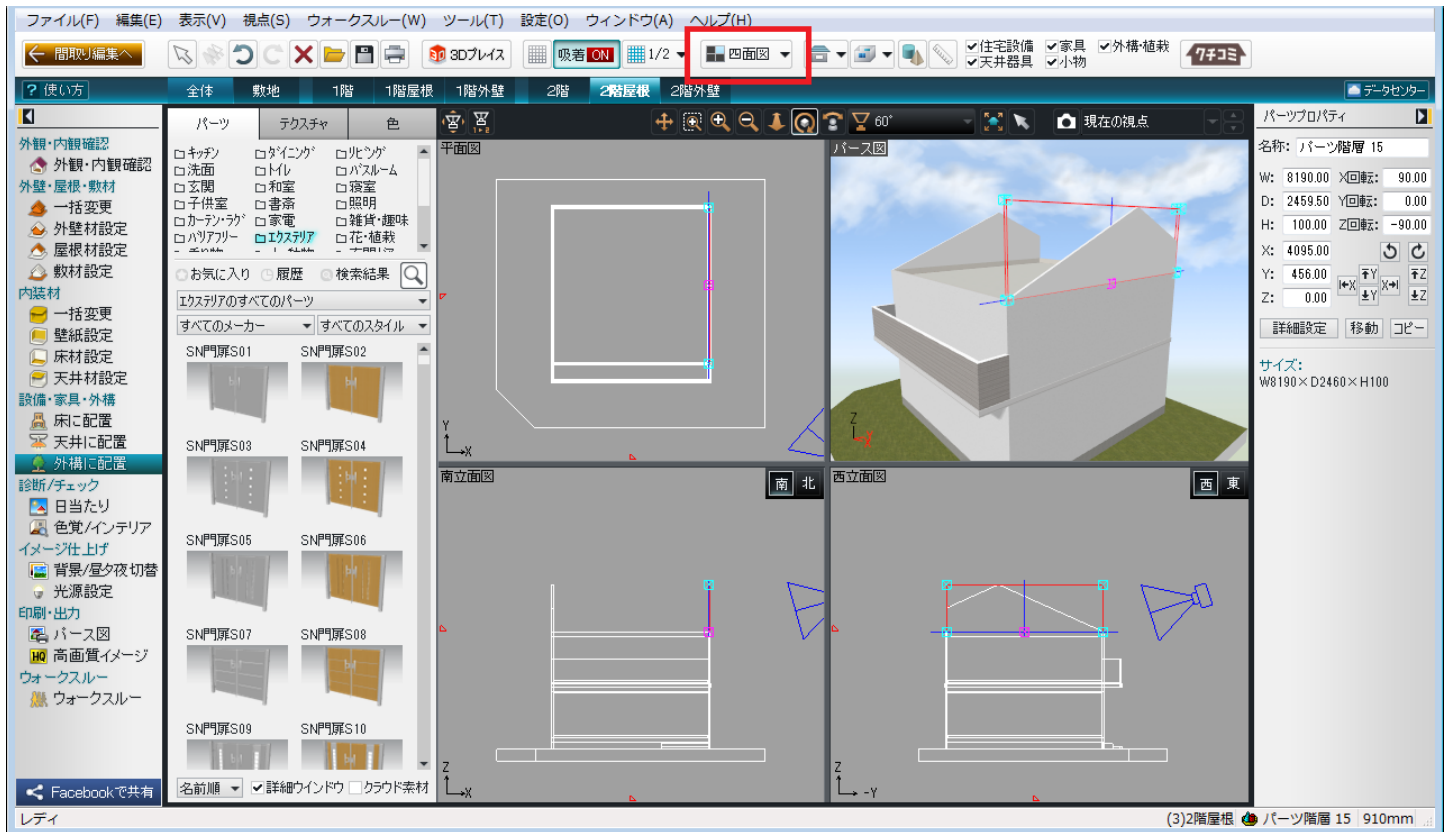 ファイル(F) 編集(E) 表示(V) 視点(S) ウォークスルー(W) ツール(T) 設定(O) ウィンドウ(A) ヘルプ(H)
間取り編集へ 3Dプレイス 吸着 ON 1/2 四面図 ✓住宅設備 ✓家具 ✓外構・植栽 クチコミ
✓天井器具 ✓小物
? 使い方 全体 敷地 1階 1階屋根 1階外壁 2階 2階屋根 2階外壁 データセンター
外観・内観確認
外観・内観確認
外壁・屋根・敷材
一括変更
外壁材設定
屋根材設定
敷材設定
内装材
一括変更
壁紙設定
床材設定
天井材設定
設備・家具・外構
床に配置
天井に配置
外構に配置
診断/チェック
日当たり
色覚/インテリア
イメージ仕上げ
背景/昼夕夜切替
光源設定
印刷・出力
パース図
HQ 高画質イメージ
ウォークスルー
ウォークスルー
Facebookで共有
パーツ テクスチャ 色
キッチン ダイニング リビング
洗面 トイレ バスルーム
玄関 和室 寝室
子供室 書斎 照明
カーテン・ラグ 家電 雑貨・趣味
バリアフリー エクステリア 花・植栽
お気に入り 履歴 検索結果
エクステリアのすべてのパーツ
すべてのメーカー すべてのスタイル
SN門扉S01 SN門扉S02
SN門扉S03 SN門扉S04
SN門扉S05 SN門扉S06
SN門扉S07 SN門扉S08
SN門扉S09 SN門扉S10
名前順 ✓詳細ウインドウ クラウド素材
60° 現在の視点
平面図 パース図
Y
X
Z
南立面図 南 北 西立面図 西 東
Z
X
Z
-Y
パーツプロパティ
名称: パーツ階層 15
W: 8190.00 X回転: 90.00
D: 2459.50 Y回転: 0.00
H: 100.00 Z回転: -90.00
X: 4095.00
Y: 456.00
Z: 0.00
X Y X Z
Y Z
詳細設定 移動 コピー
サイズ:
W8190×D2460×H100
レディ (3)2階屋根 パーツ階層 15 910mm